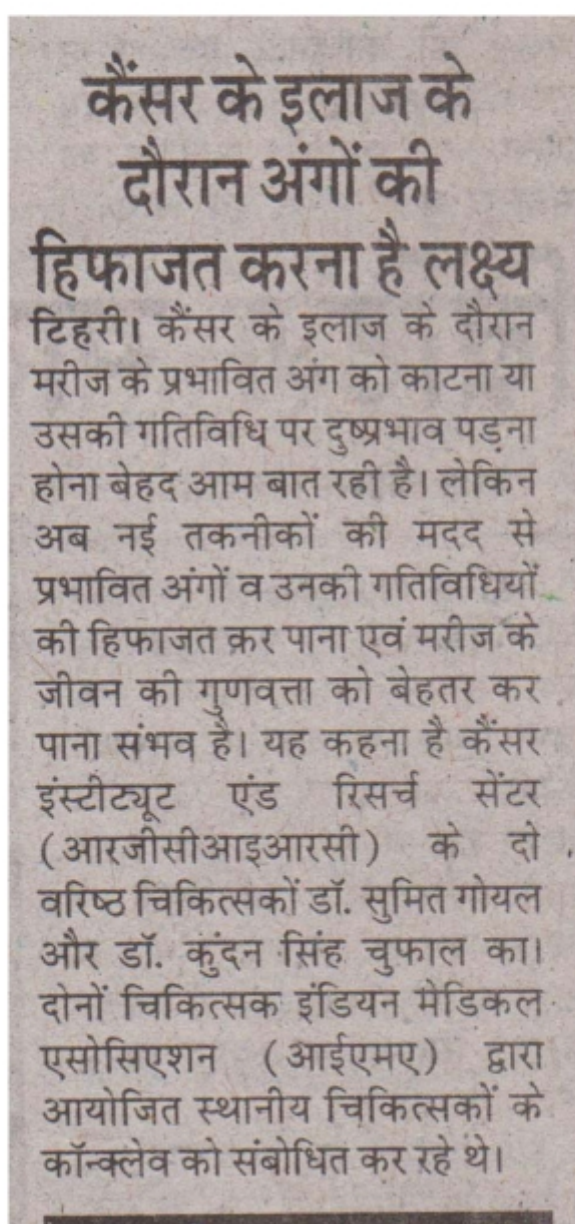 कैंसर के इलाज के
दौरान अंगों की
हिफाजत करना है लक्ष्य
टिहरी। कैंसर के इलाज के दौरान
मरीज के प्रभावित अंग को काटना या
उसकी गतिविधि पर दुष्प्रभाव पड़ना
होना बेहद आम बात रही है। लेकिन
अब नई तकनीकों की मदद से
प्रभावित अंगों व उनकी गतिविधियों
की हिफाजत कर पाना एवं मरीज के
जीवन की गुणवत्ता को बेहतर कर
पाना संभव है। यह कहना है कैंसर
इंस्टीट्यूट एंड रिसर्च सेंटर
(आरजीसीआइआरसी) के दो
वरिष्ठ चिकित्सकों डॉ. सुमित गोयल
और डॉ. कुंदन सिंह चुफाल का।
दोनों चिकित्सक इंडियन मेडिकल
एसोसिएशन (आईएमए) द्वारा
आयोजित स्थानीय चिकित्सकों के
कॉन्क्लेव को संबोधित कर रहे थे।